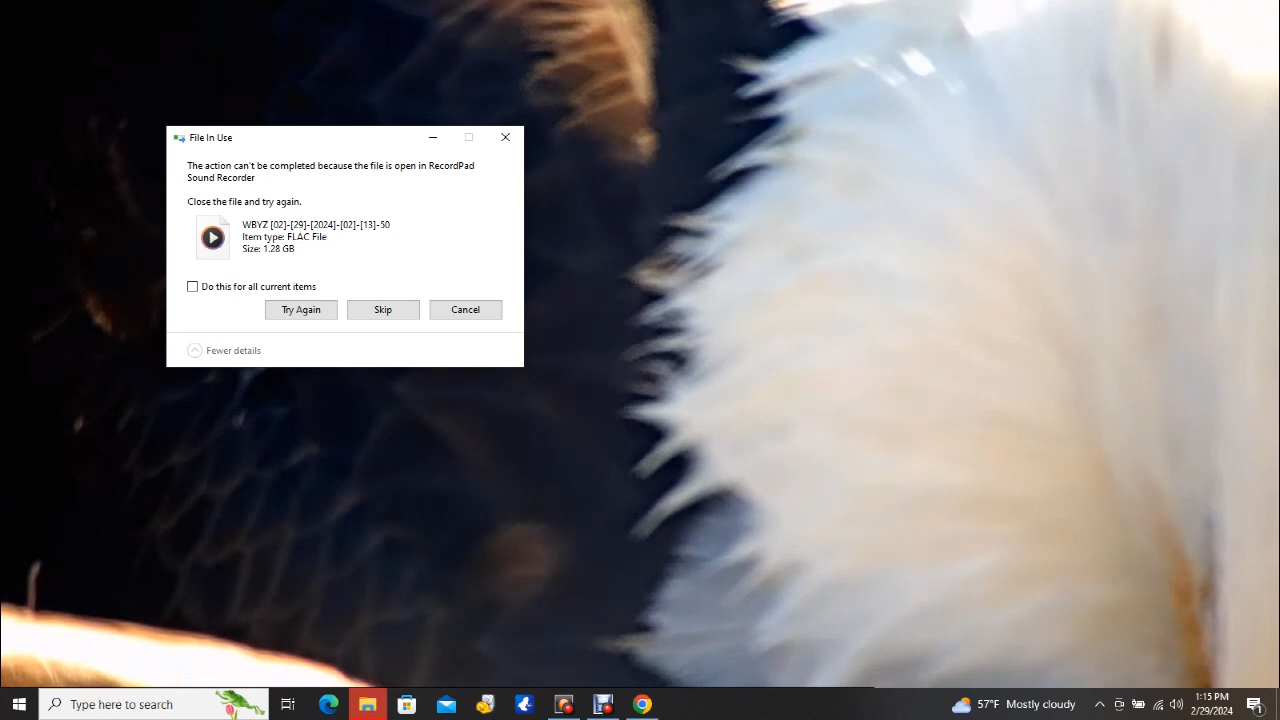 File In Use
The action can't be completed because the file is open in RecordPad
Sound Recorder
Close the file and try again.
WBYZ [02]-[29]-[2024]-[02]-[13]-50
Item type: FLAC File
Size: 1.28 GB
Do this for all current items
Try Again
Skip
Cancel
Fewer details
Type here to search
57°F Mostly cloudy
1:15 PM
2/29/2024
1